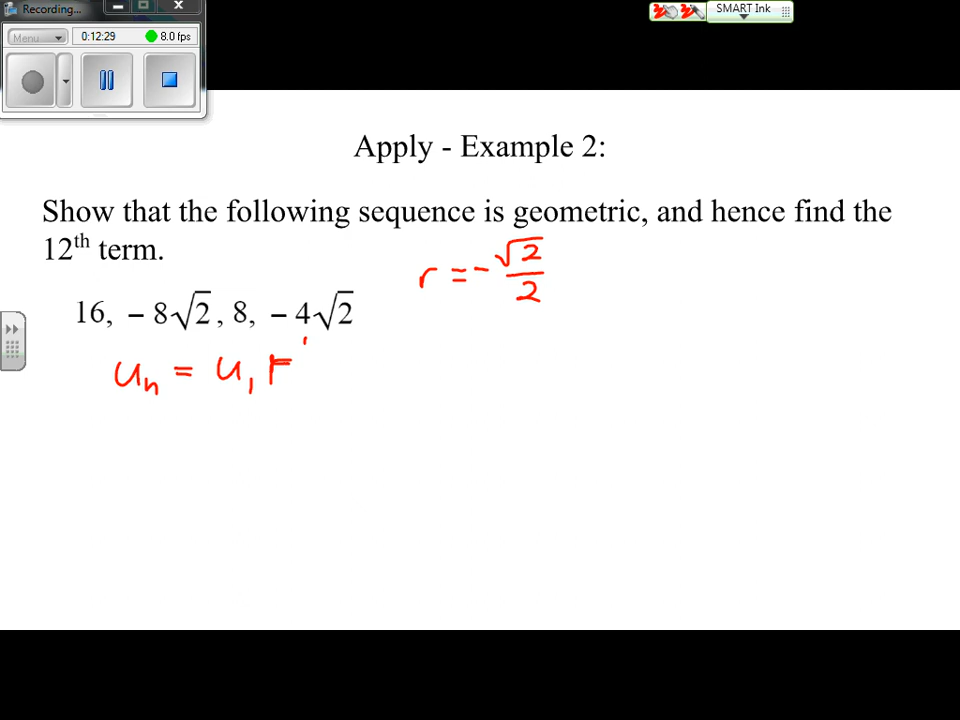 Recording...
Menu
0:12:29
8.0 fps
SMART Ink
Apply - Example 2:
Show that the following sequence is geometric, and hence find the
12th term.
r = -√2/2
16, – 8√2, 8, – 4√2
uₙ = u₁ r